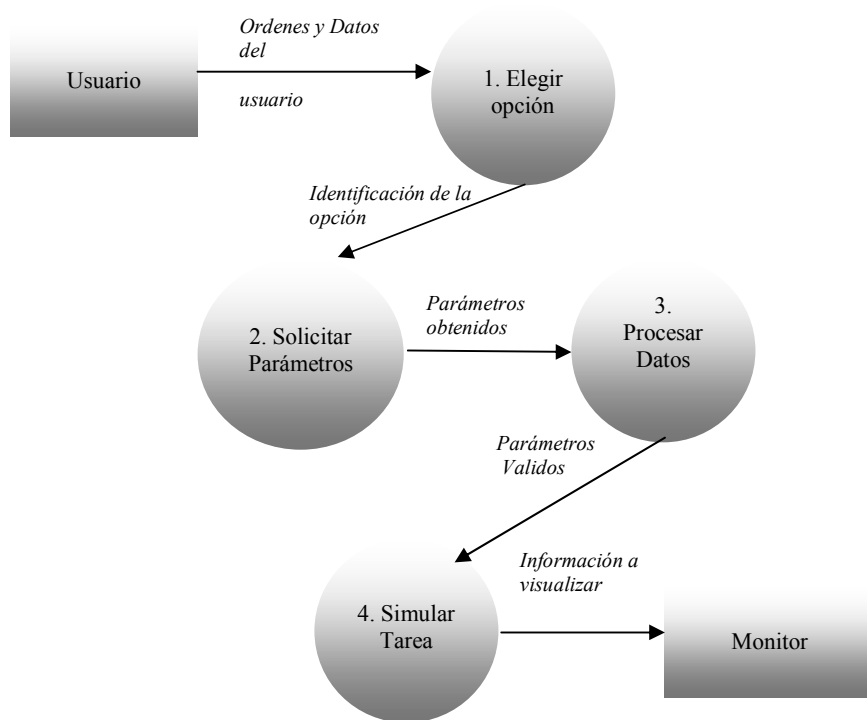 Ordenes y Datos
del
usuario
Usuario
1. Elegir
opción
Identificación de la
opción
2. Solicitar
Parámetros
Parámetros
obtenidos
3.
Procesar
Datos
Parámetros
Validos
4. Simular
Tarea
Información a
visualizar
Monitor